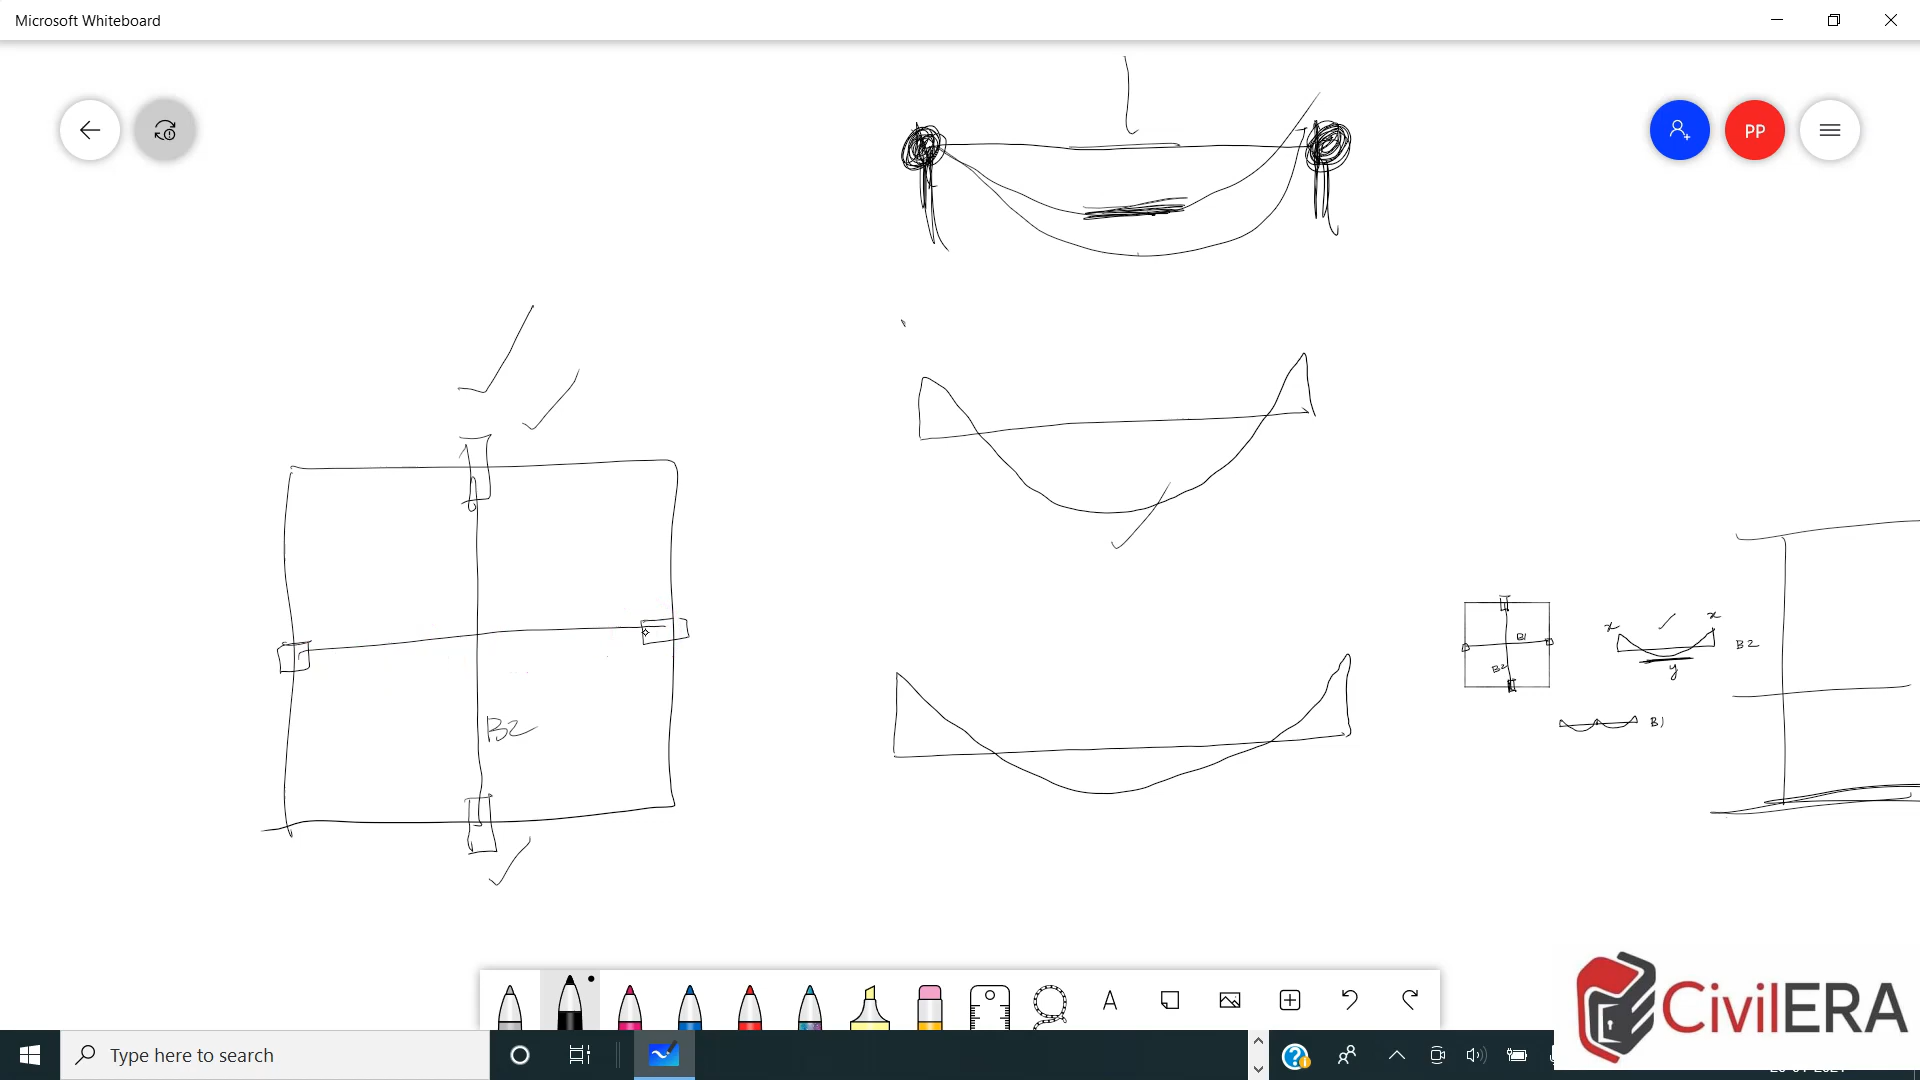 Microsoft Whiteboard
PP
B2
B1
B2
x
x
y
B2
B1
A
Type here to search
CivilERA